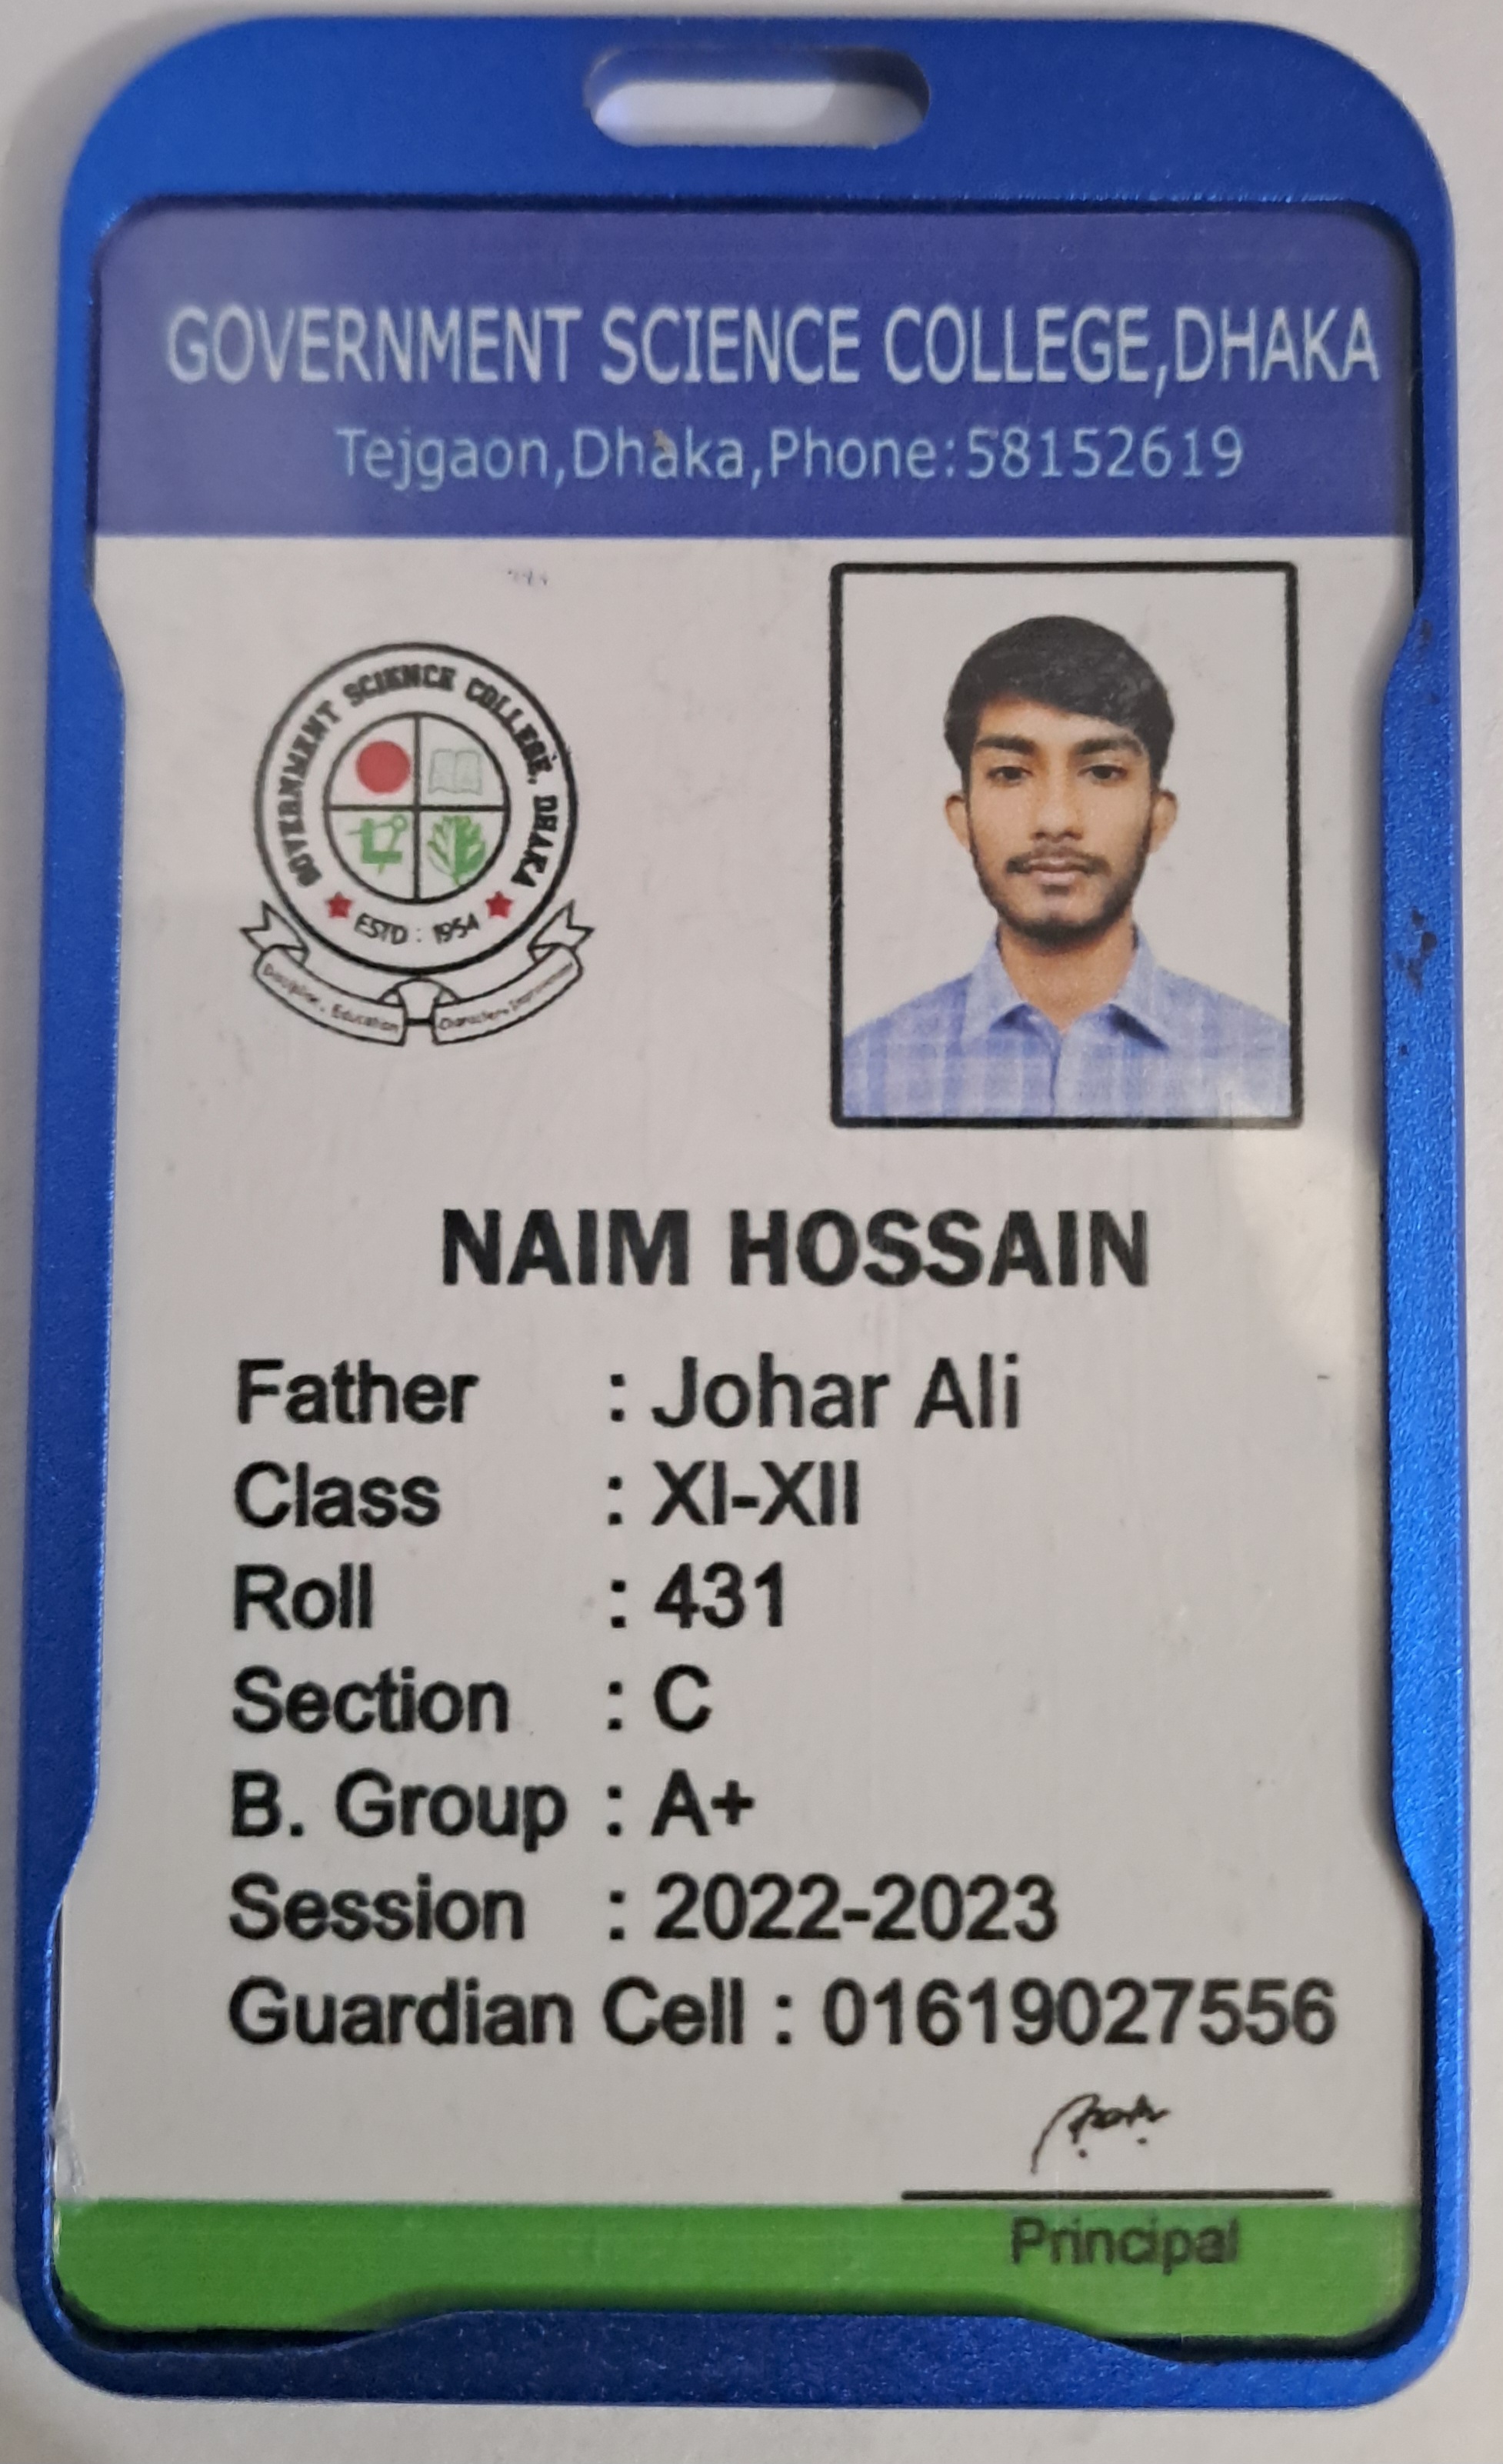 GOVERNMENT SCIENCE COLLEGE,DHAKA
Tejgaon,Dhaka,Phone:58152619
GOVERNMENT SCIENCE COLLEGE, DHAKA
ESTD : 1954
Discipline, Education
Character
NAIM HOSSAIN
Father : Johar Ali
Class : XI-XII
Roll : 431
Section : C
B. Group : A+
Session : 2022-2023
Guardian Cell : 01619027556
Principal